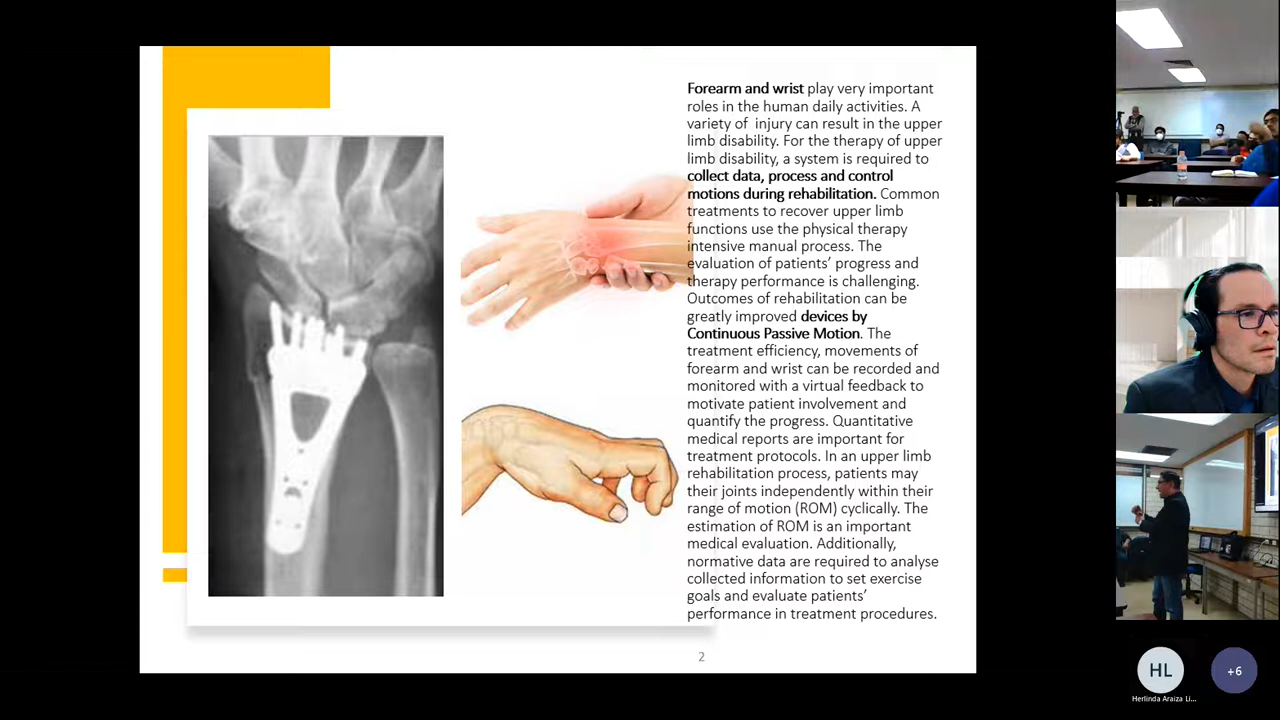 Forearm and wrist play very important
roles in the human daily activities. A
variety of injury can result in the upper
limb disability. For the therapy of upper
limb disability, a system is required to
collect data, process and control
motions during rehabilitation. Common
treatments to recover upper limb
functions use the physical therapy
intensive manual process. The
evaluation of patients’ progress and
therapy performance is challenging.
Outcomes of rehabilitation can be
greatly improved devices by
Continuous Passive Motion. The
treatment efficiency, movements of
forearm and wrist can be recorded and
monitored with a virtual feedback to
motivate patient involvement and
quantify the progress. Quantitative
medical reports are important for
treatment protocols. In an upper limb
rehabilitation process, patients may
their joints independently within their
range of motion (ROM) cyclically. The
estimation of ROM is an important
medical evaluation. Additionally,
normative data are required to analyse
collected information to set exercise
goals and evaluate patients’
performance in treatment procedures.
2
HL
+6
Herlinda Araiza Li...